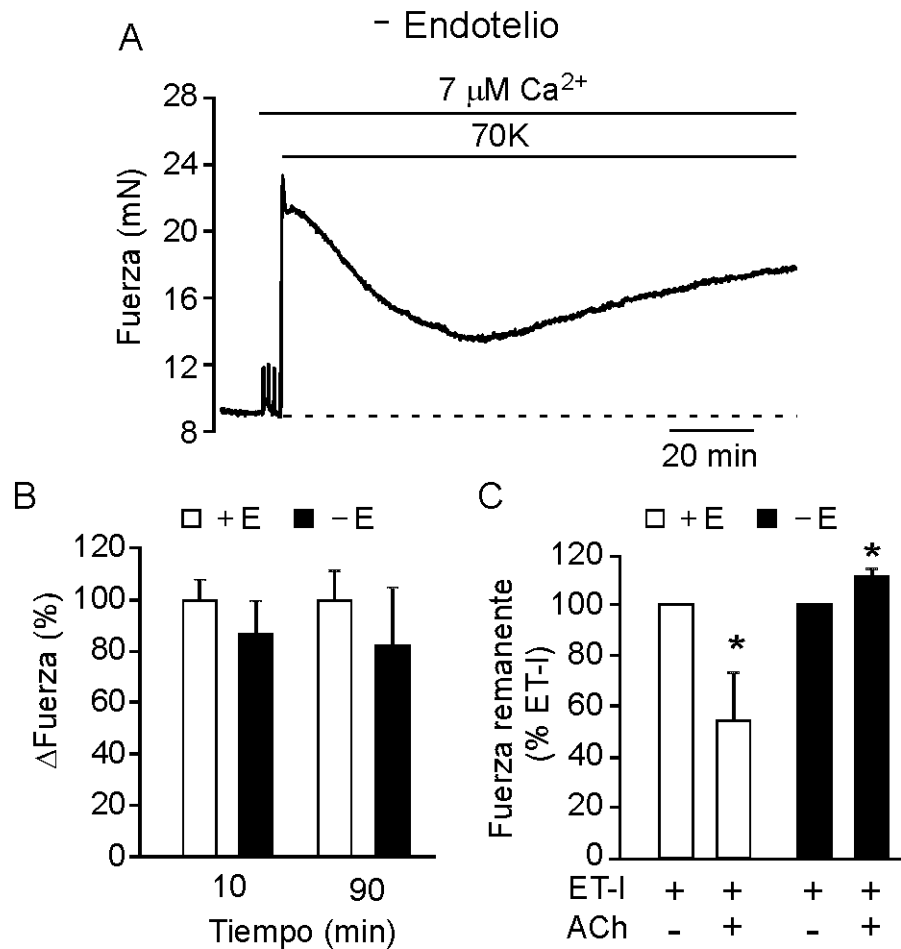 − Endotelio
A
7 µM Ca²⁺
70K
28
24
20
16
12
8
Fuerza (mN)
20 min
B
+ E − E
120
100
80
60
40
20
0
ΔFuerza (%)
10 90
Tiempo (min)
C
+ E − E
120
100
80
60
40
20
0
Fuerza remanente
(% ET-I)
* *
ET-I + + + +
ACh - + - +